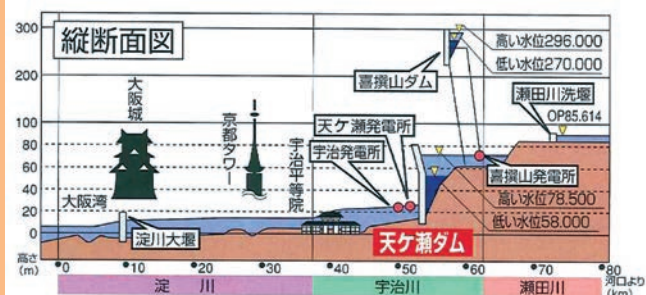 縦断面図
300
200
100
80
60
40
20
0
高さ
(m)
大阪城
京都タワー
宇治平等院
大阪湾
淀川大堰
宇治発電所
天ケ瀬発電所
喜撰山ダム
高い水位296.000
低い水位270.000
瀬田川洗堰
OP85.614
喜撰山発電所
高い水位78.500
低い水位58.000
天ケ瀬ダム
0
10
20
30
40
50
60
70
80
河口より
(km)
淀 川
宇治川
瀬田川